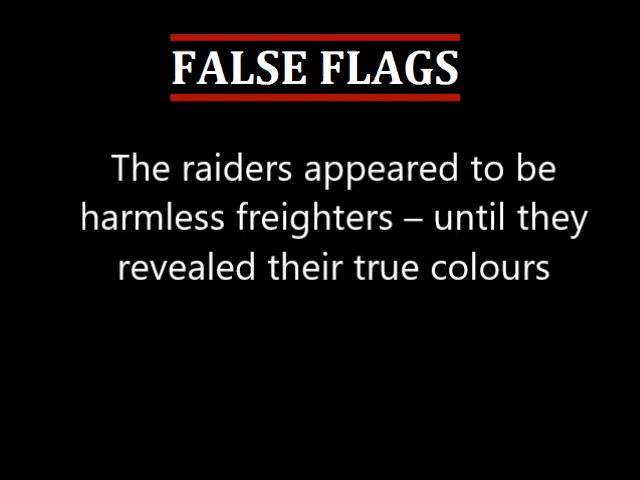 FALSE FLAGS
The raiders appeared to be
harmless freighters – until they
revealed their true colours